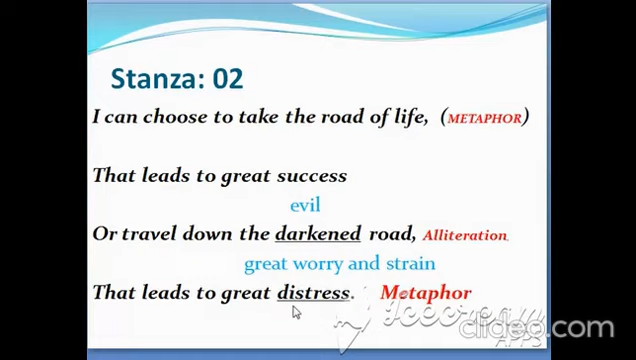 Stanza: 02
I can choose to take the road of life, (METAPHOR)
That leads to great success
evil
Or travel down the darkened road, Alliteration
great worry and strain
That leads to great distress. Metaphor
clideo.com